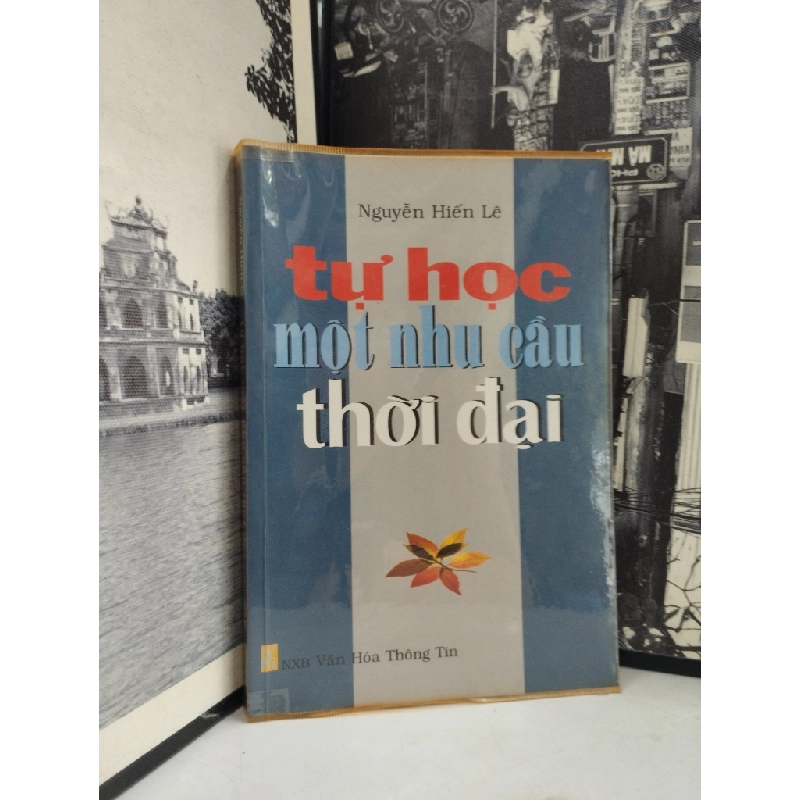 Nguyễn Hiến Lê
tự học
một nhu cầu
thời đại
NXB Văn Hóa Thông Tin